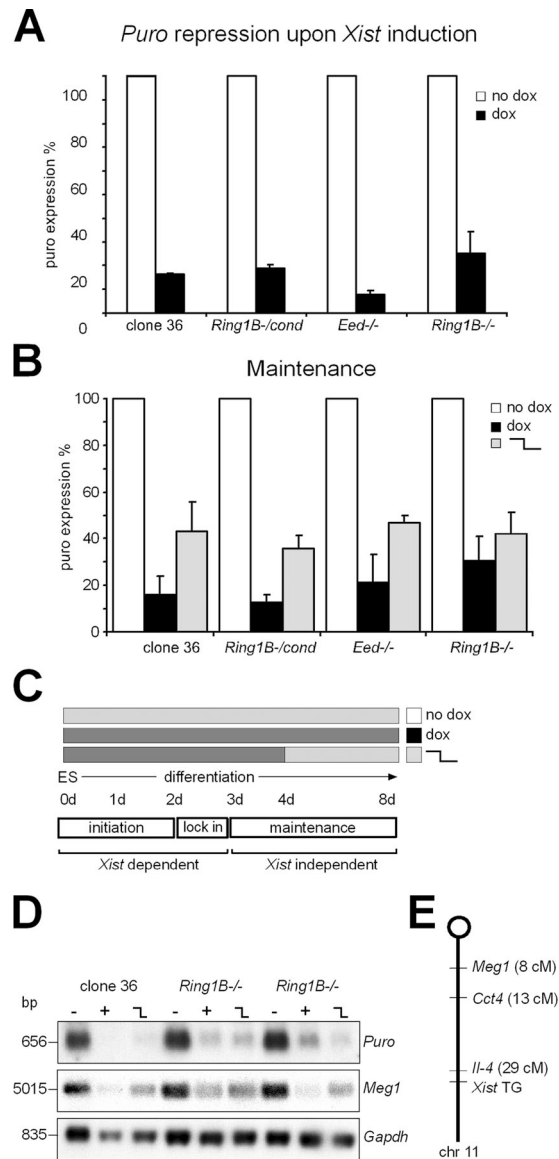 A
Puro repression upon Xist induction
puro expression %
100
80
60
40
20
0
no dox
dox
clone 36
Ring1B-/cond
Eed-/-
Ring1B-/-
B
Maintenance
puro expression %
100
80
60
40
20
0
no dox
dox
clone 36
Ring1B-/cond
Eed-/-
Ring1B-/-
C
no dox
dox
ES differentiation
0d 1d 2d 3d 4d 8d
initiation lock in maintenance
Xist dependent Xist independent
D
clone 36 Ring1B-/- Ring1B-/-
bp - + - + - +
656 Puro
5015 Meg1
835 Gapdh
E
Meg1 (8 cM)
Cct4 (13 cM)
Il-4 (29 cM)
Xist TG
chr 11